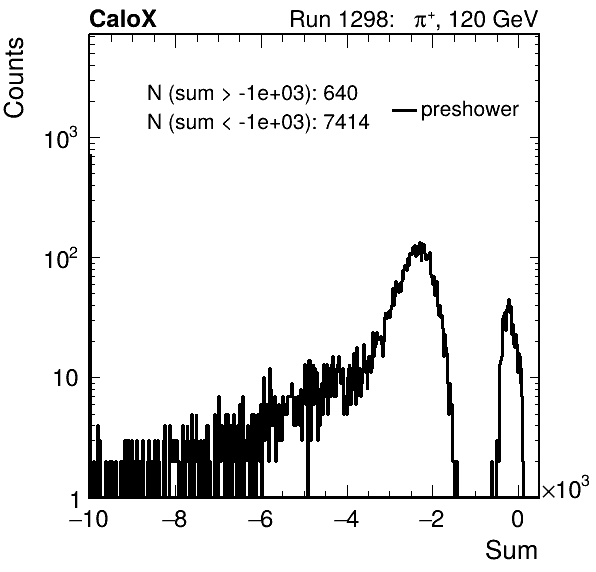 CaloX Run 1298: π⁺, 120 GeV
Counts
N (sum > -1e+03): 640
N (sum < -1e+03): 7414
preshower
10³
10²
10
1
−10 −8 −6 −4 −2 0
×10³
Sum